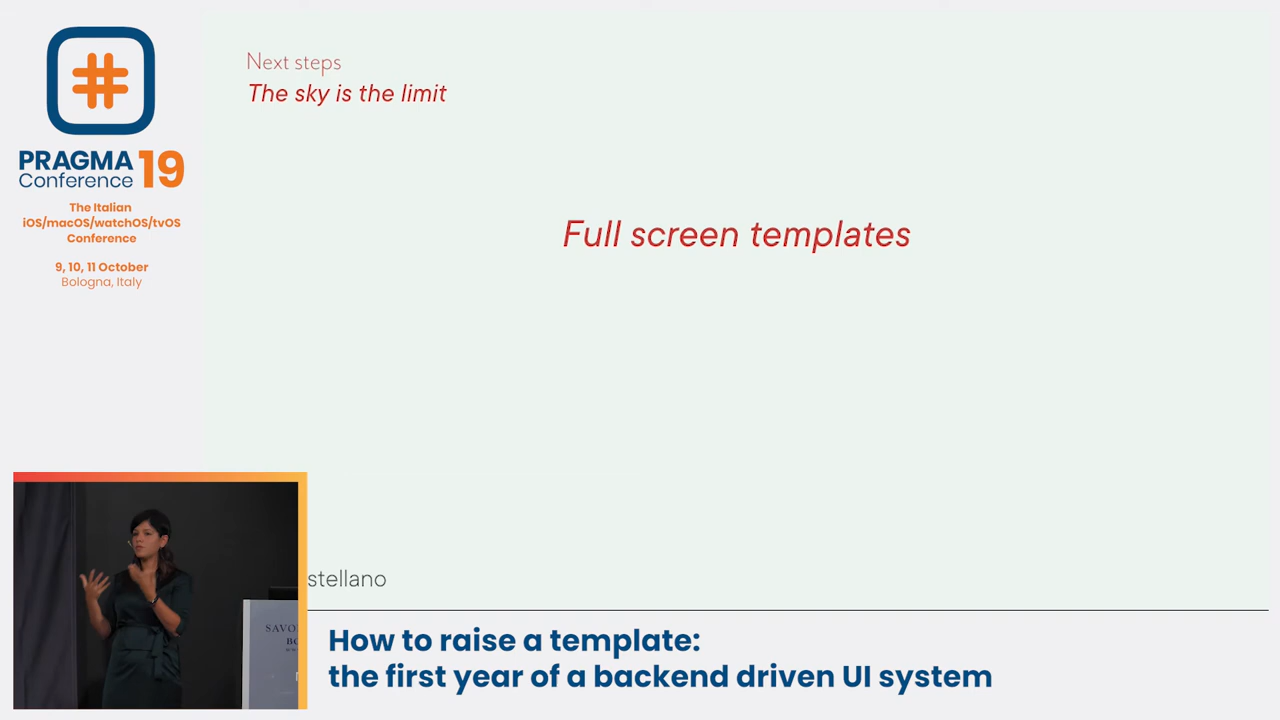 PRAGMA 19
Conference
The Italian
iOS/macOS/watchOS/tvOS
Conference
9, 10, 11 October
Bologna, Italy
Next steps
The sky is the limit
Full screen templates
stellano
SAVO
How to raise a template:
the first year of a backend driven UI system